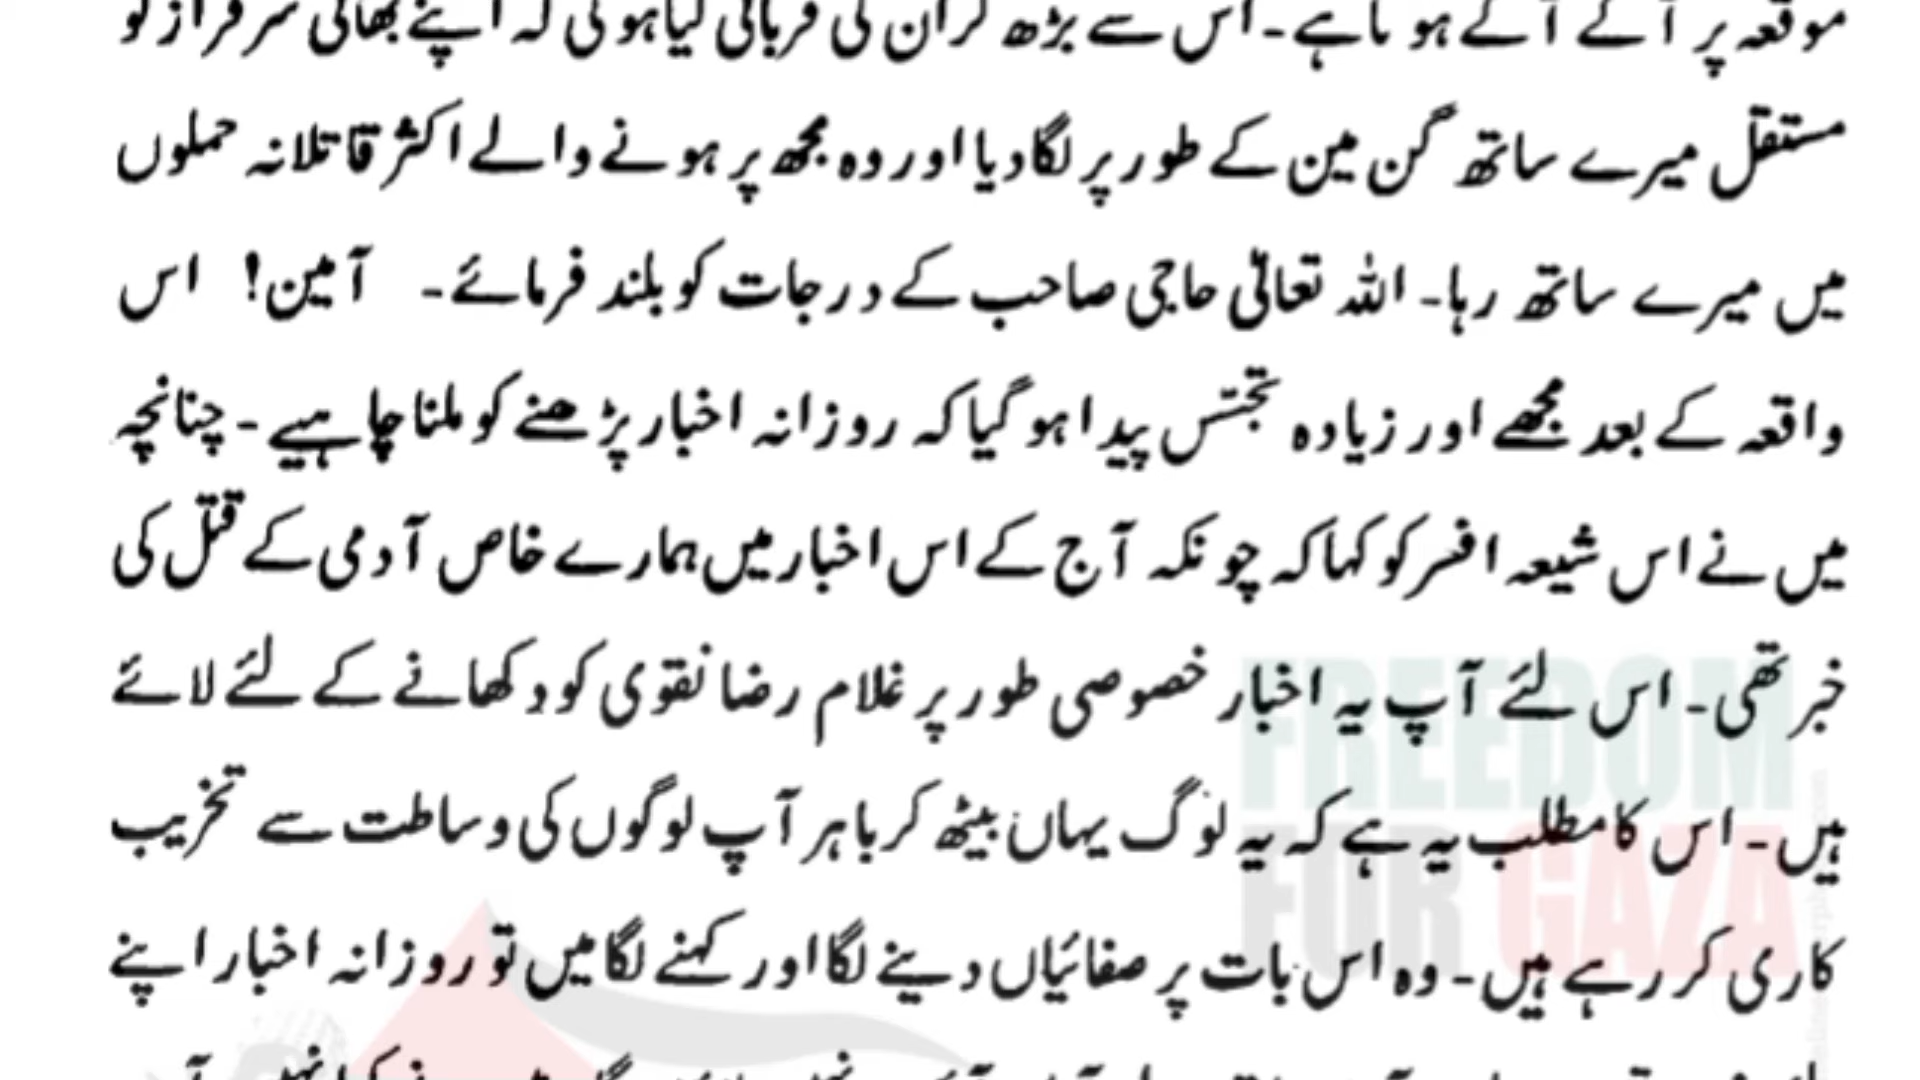 موقعہ پر آگے آگے ہوتا ہے۔ اس سے بڑھ کر ان کی قربانی کیا ہو گی کہ اپنے بھائی سرفراز کو
مستقل میرے ساتھ گن مین کے طور پر لگا دیا اور وہ مجھ پر ہونے والے اکثر قاتلانہ حملوں
میں میرے ساتھ رہا۔ اللہ تعالیٰ حاجی صاحب کے درجات کو بلند فرمائے۔ آمین! اس
واقعہ کے بعد مجھے اور زیادہ تجسّس پیدا ہو گیا کہ روزانہ اخبار پڑھنے کو ملنا چاہیے۔ چنانچہ
میں نے اس شیعہ افسر کو کہا کہ چونکہ آج کے اس اخبار میں ہمارے خاص آدمی کے قتل کی
خبر تھی۔ اس لئے آپ یہ اخبار خصوصی طور پر غلام رضا نقوی کو دکھانے کے لئے لائے
ہیں۔ اس کا مطلب یہ ہے کہ یہ لوگ یہاں بیٹھ کر باہر آپ لوگوں کی وساطت سے تخریب
کاری کر رہے ہیں۔ وہ اس بات پر صفائیاں دینے لگا اور کہنے لگا میں تو روزانہ اخبار اپنے
FREEDOM
FOR GAZA